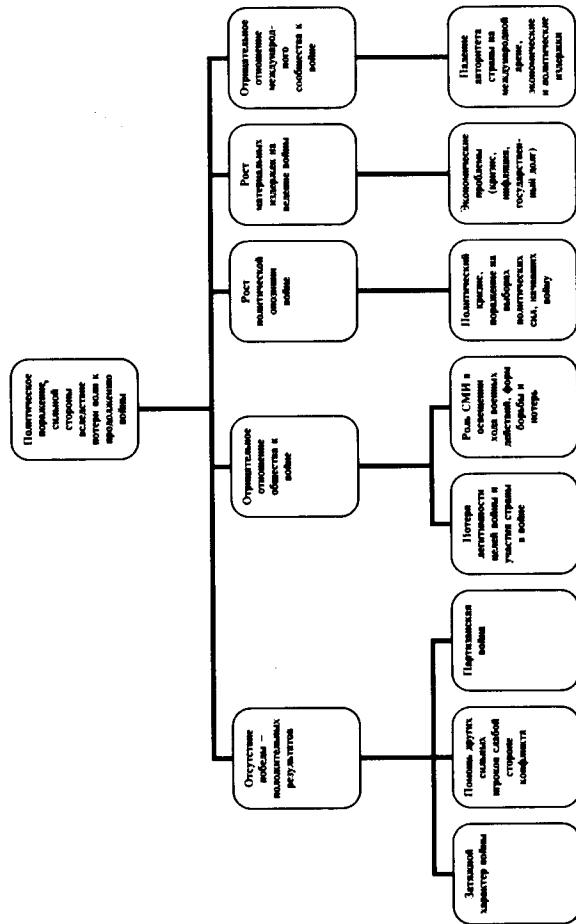 Политическое
поражение
сильной
стороны
вследствие
потери воли к
продолжению
войны
Отсутствие
победы –
положительных
результатов
Отрицательное
отношение
общества к
войне
Рост
политической
оппозиции
войне
Рост
материальных
издержек на
ведение войны
Отрицательное
отношение
международ-
ного
сообщества к
войне
Затяжной
характер войны
Помощь других
сильных
игроков слабой
стороне
конфликта
Партизанская
война
Потеря
легитимности
целей войны и
участия страны
в войне
Роль СМИ в
освещении
хода военных
действий, форм
борьбы и
потерь
Политический
кризис,
поражение на
выборах
политических
сил, начавших
войну
Экономические
проблемы
(кризис,
инфляция,
государствен-
ный долг)
Падение
авторитета
страны на
международной
арене,
экономические
и политические
издержки